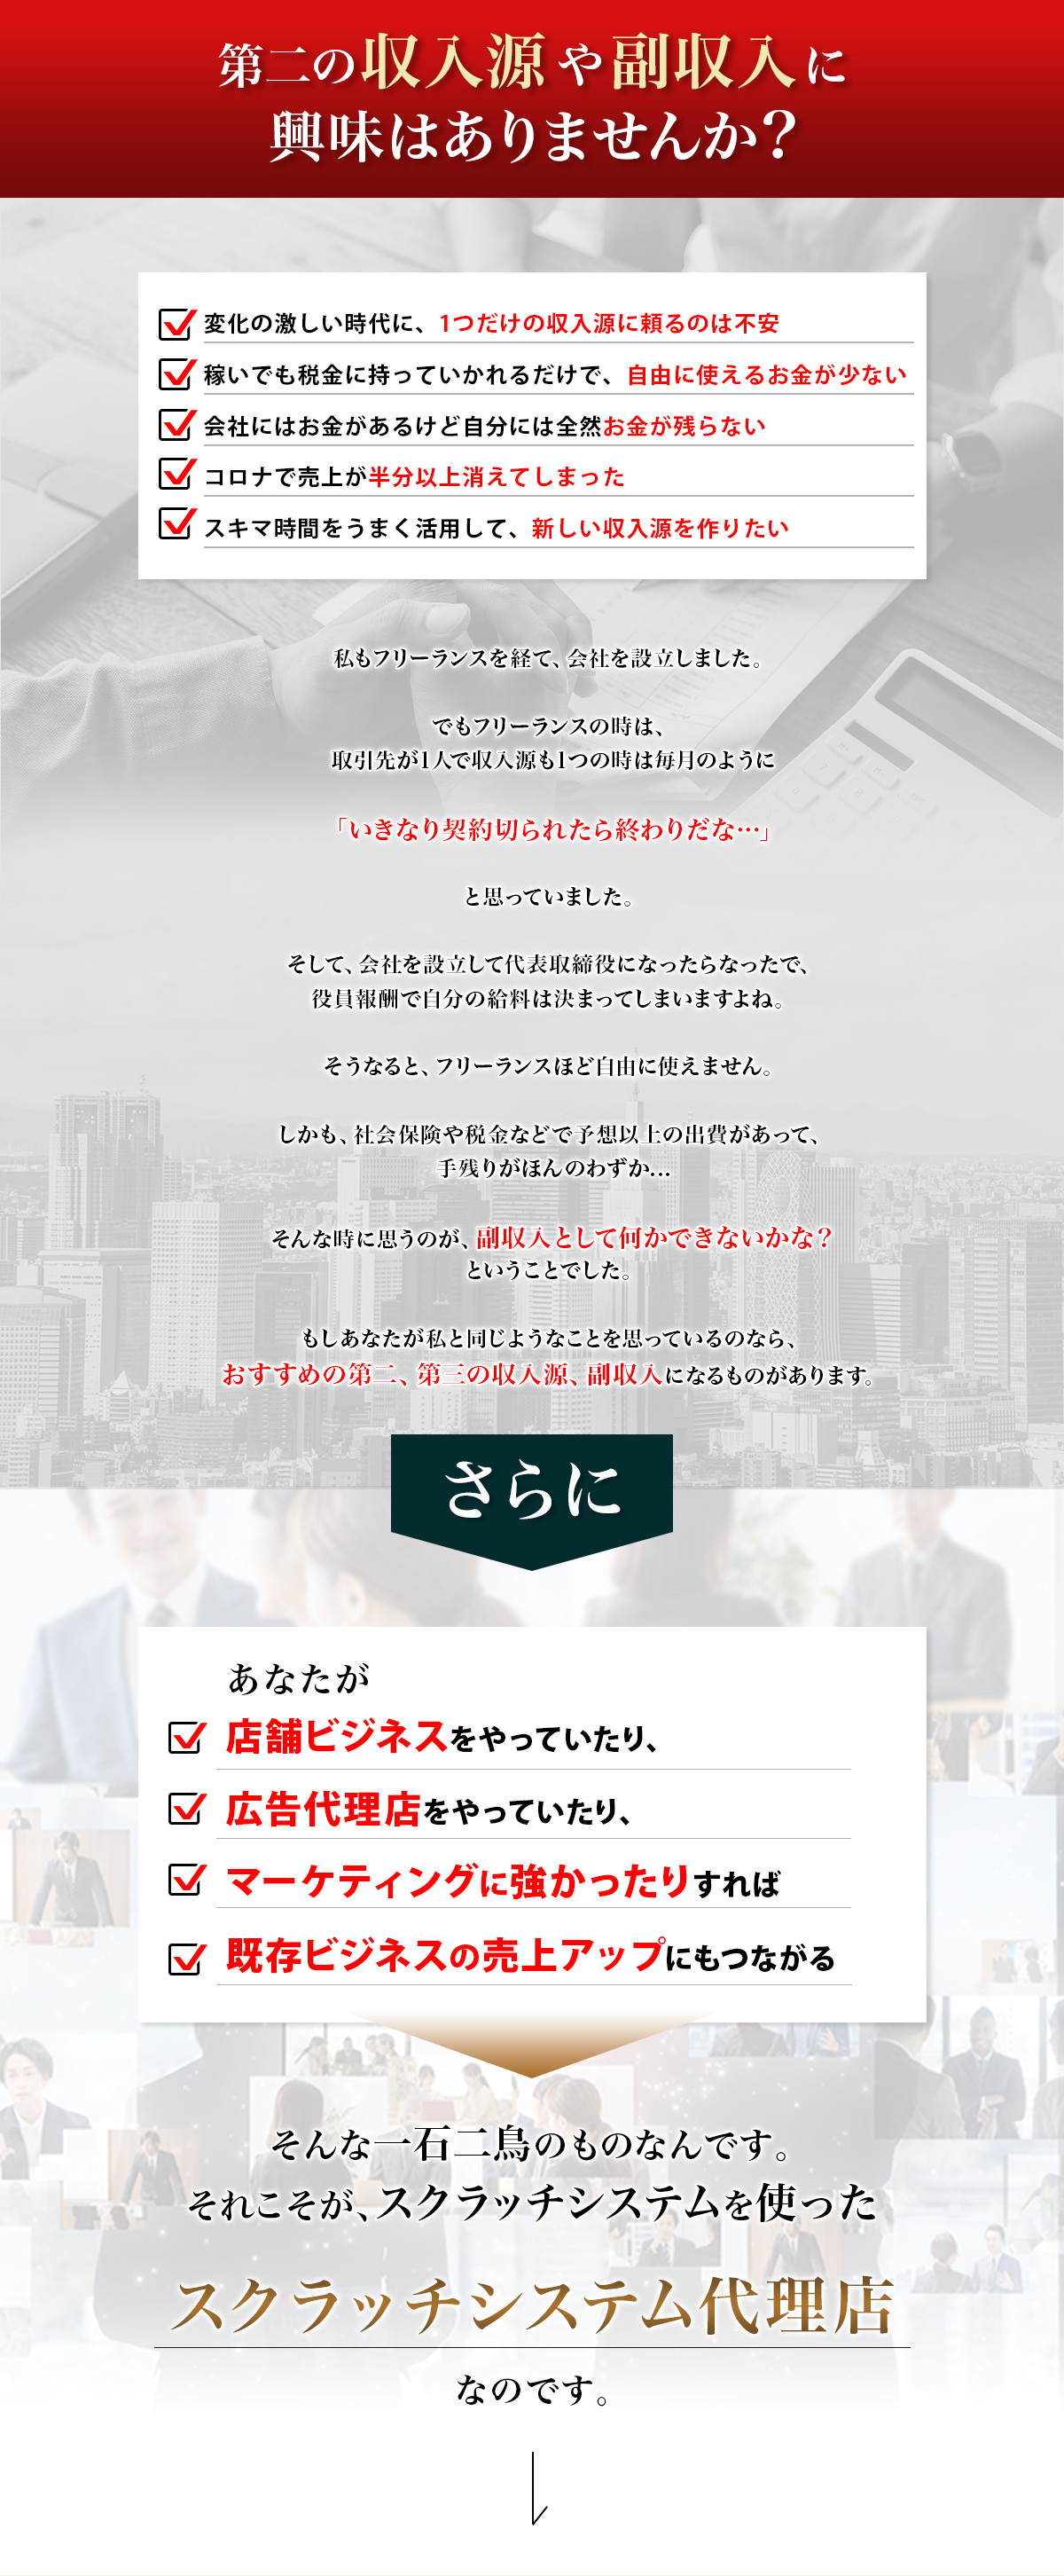 第二の収入源や副収入に
興味はありませんか？
変化の激しい時代に、1つだけの収入源に頼るのは不安
稼いでも税金に持っていかれるだけで、自由に使えるお金が少ない
会社にはお金があるけど自分には全然お金が残らない
コロナで売上が半分以上消えてしまった
スキマ時間をうまく活用して、新しい収入源を作りたい
私もフリーランスを経て、会社を設立しました。
でもフリーランスの時は、
取引先が1人で収入源も1つの時は毎月のように
「いきなり契約切られたら終わりだな…」
と思っていました。
そして、会社を設立して代表取締役になったらなったで、
役員報酬で自分の給料は決まってしまいますよね。
そうなると、フリーランスほど自由に使えません。
しかも、社会保険や税金などで予想以上の出費があって、
手残りがほんのわずか…
そんな時に思うのが、副収入として何かできないかな？
ということでした。
もしあなたが私と同じようなことを思っているのなら、
おすすめの第二、第三の収入源、副収入になるものがあります。
さらに
あなたが
店舗ビジネスをやっていたり、
広告代理店をやっていたり、
マーケティングに強かったりすれば
既存ビジネスの売上アップにもつながる
そんな一石二鳥のものなんです。
それこそが、スクラッチシステムを使った
スクラッチシステム代理店
なのです。